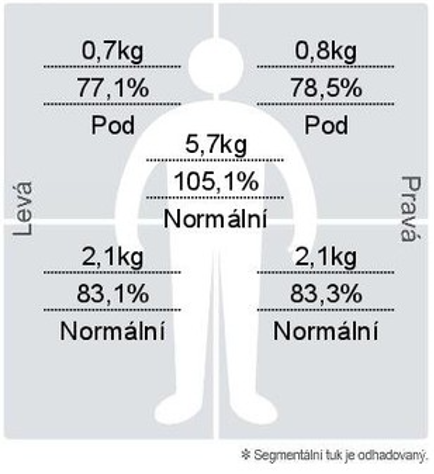 0,7kg
77,1%
Pod
0,8kg
78,5%
Pod
5,7kg
105,1%
Normální
Levá
Pravá
2,1kg
83,1%
Normální
2,1kg
83,3%
Normální
※ Segmentální tuk je odhadovaný.